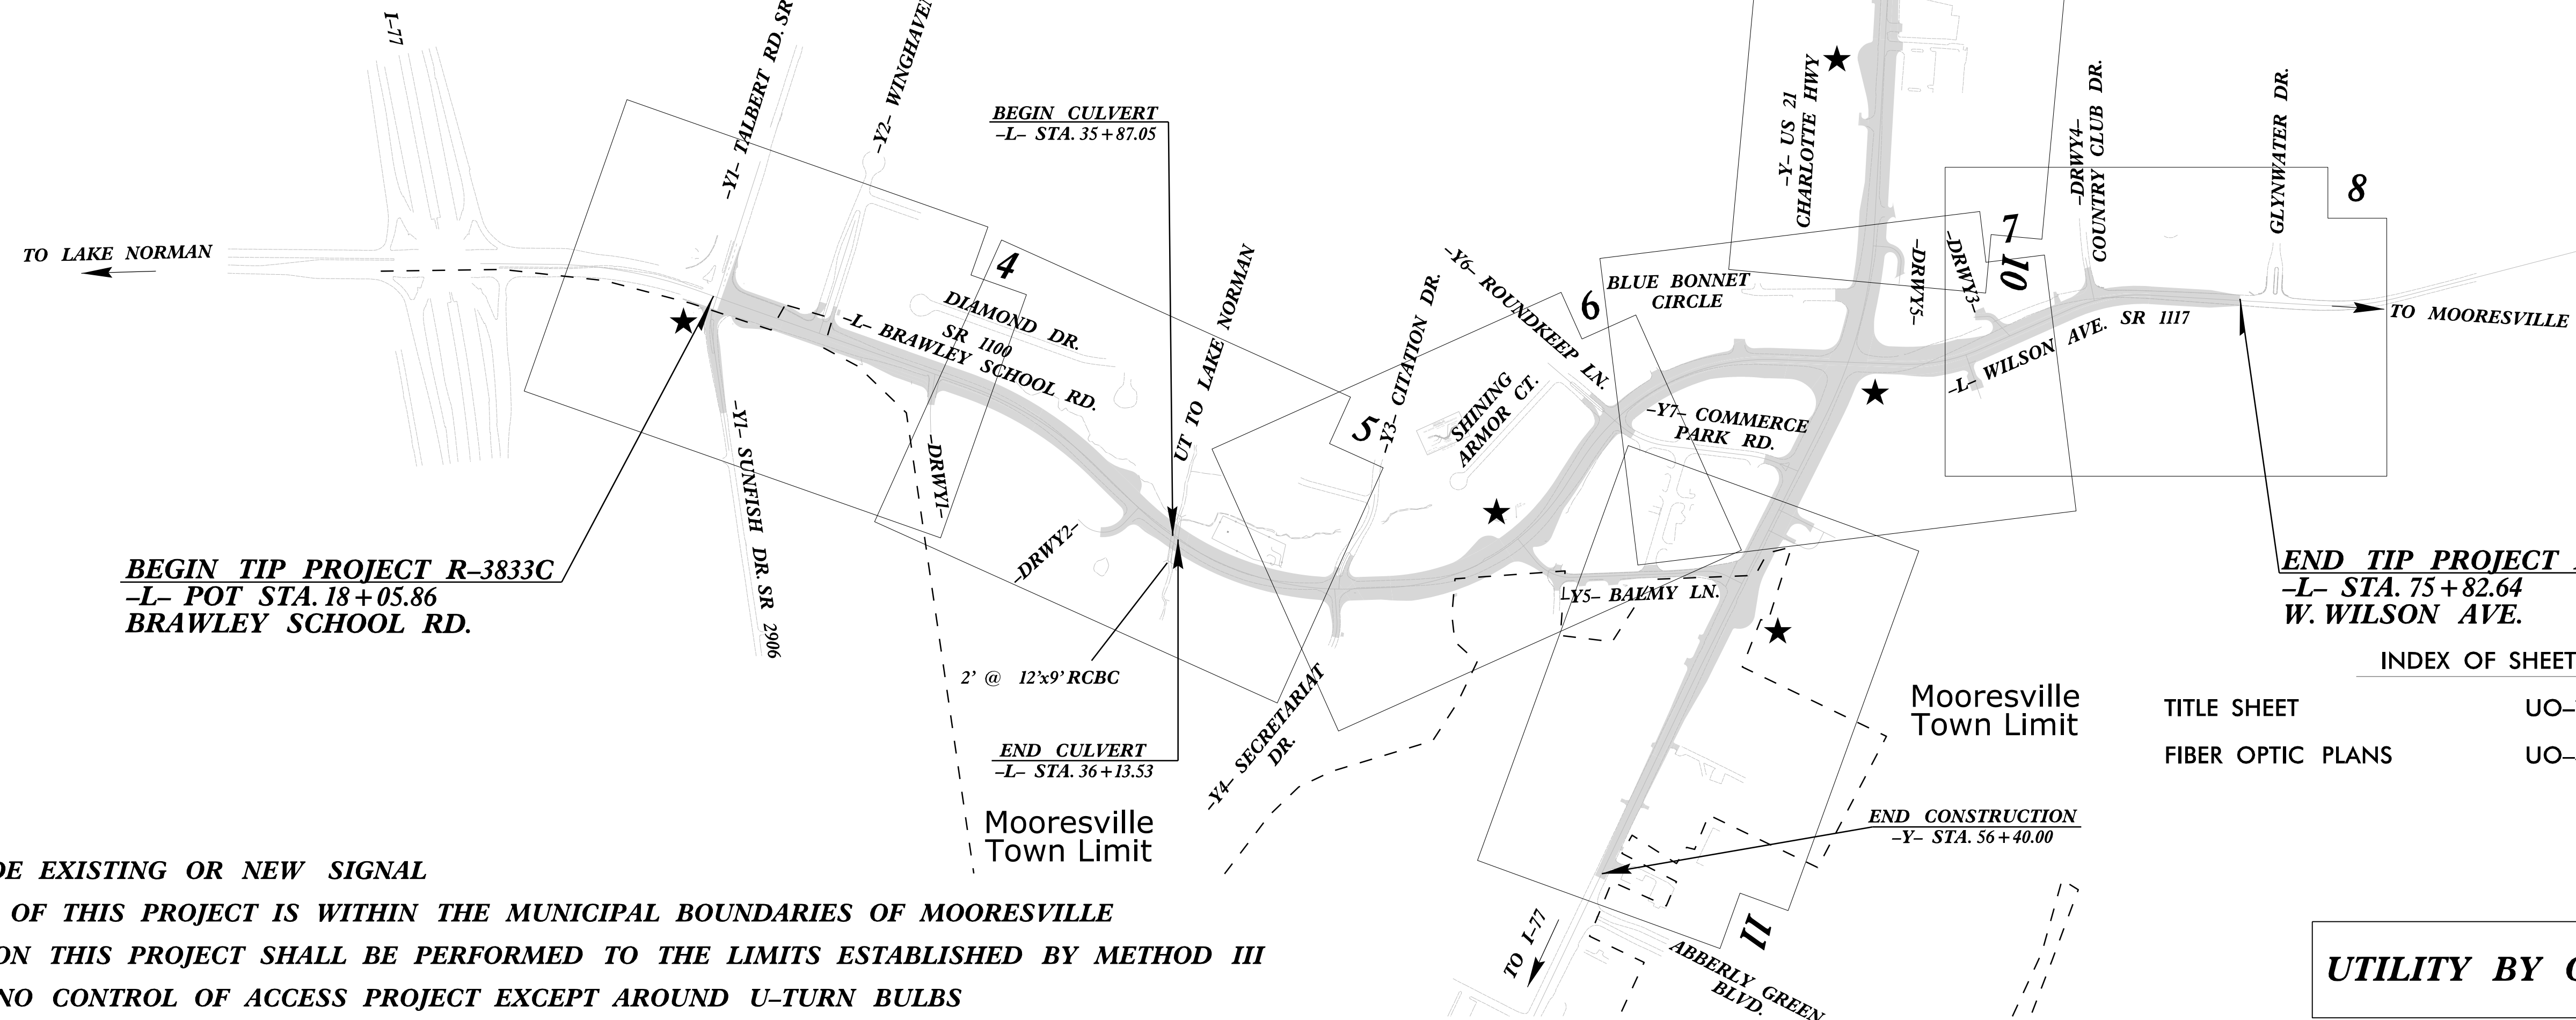 I-77
-Y1- TALBERT RD. SR
-Y2- WINGHAVEN
BEGIN CULVERT
-L- STA. 35+87.05
TO LAKE NORMAN
4
DIAMOND DR.
SR 1100
-L- BRAWLEY SCHOOL RD.
UT TO LAKE NORMAN
-Y3- CITATION DR.
-Y6- ROUNDKEEP LN.
6
BLUE BONNET
CIRCLE
-Y- US 21
CHARLOTTE HWY
-DRWY5-
-DRWY3-
7
10
-DRWY4-
COUNTRY CLUB DR.
GLYNWATER DR.
8
TO MOORESVILLE
-L- WILSON AVE. SR 1117
5
SHINING
ARMOR CT.
-Y7- COMMERCE
PARK RD.
-DRWY1-
-DRWY2-
-Y1- SUNFISH DR. SR 2906
BEGIN TIP PROJECT R-3833C
-L- POT STA. 18+05.86
BRAWLEY SCHOOL RD.
-Y5- BALMY LN.
END TIP PROJECT
-L- STA. 75+82.64
W. WILSON AVE.
2' @ 12'x9' RCBC
END CULVERT
-L- STA. 36+13.53
-Y4- SECRETARIAT
DR.
Mooresville
Town Limit
INDEX OF SHEET
TITLE SHEET UO-
FIBER OPTIC PLANS UO-
Mooresville
Town Limit
END CONSTRUCTION
-Y- STA. 56+40.00
11
TO I-77
ABBERLY GREEN
BLVD.
DE EXISTING OR NEW SIGNAL
OF THIS PROJECT IS WITHIN THE MUNICIPAL BOUNDARIES OF MOORESVILLE
ON THIS PROJECT SHALL BE PERFORMED TO THE LIMITS ESTABLISHED BY METHOD III
NO CONTROL OF ACCESS PROJECT EXCEPT AROUND U-TURN BULBS
UTILITY BY